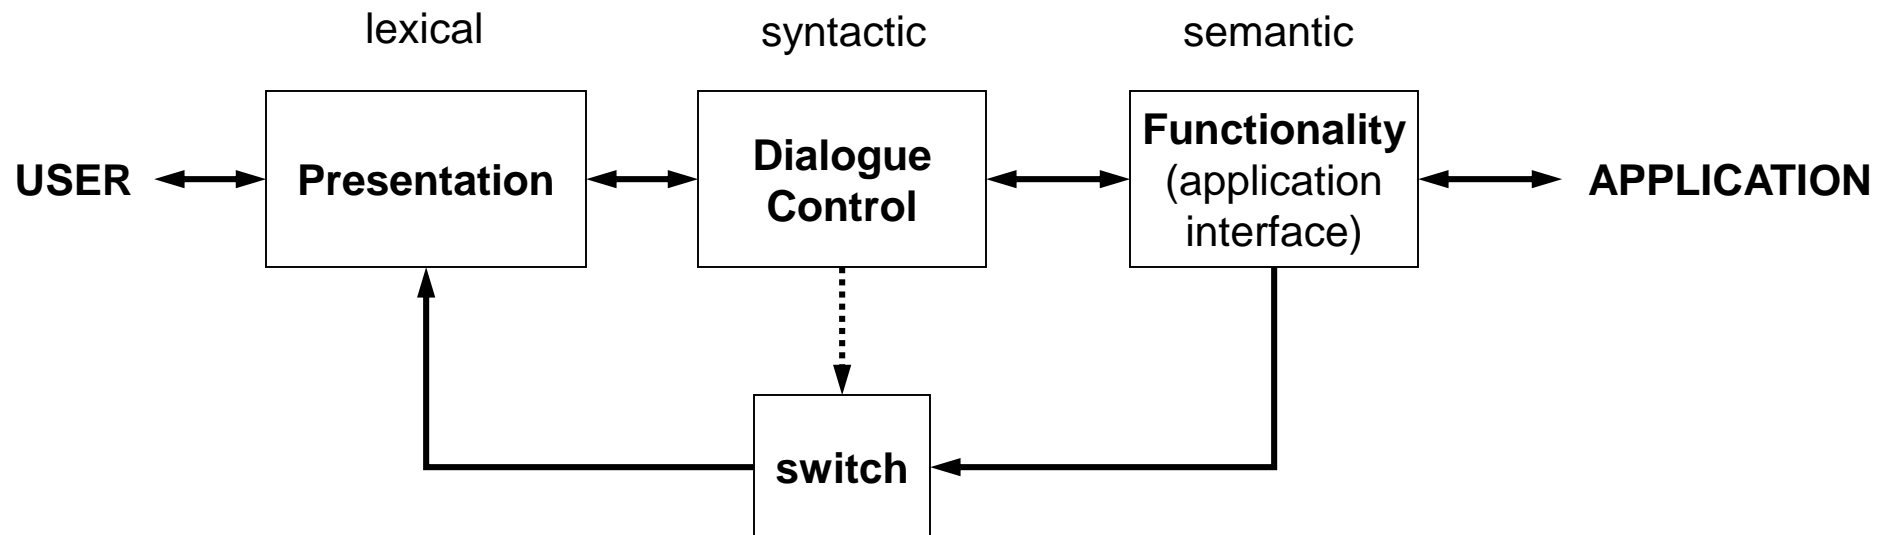 lexical
syntactic
semantic
USER
Presentation
Dialogue
Control
Functionality
(application
interface)
APPLICATION
switch